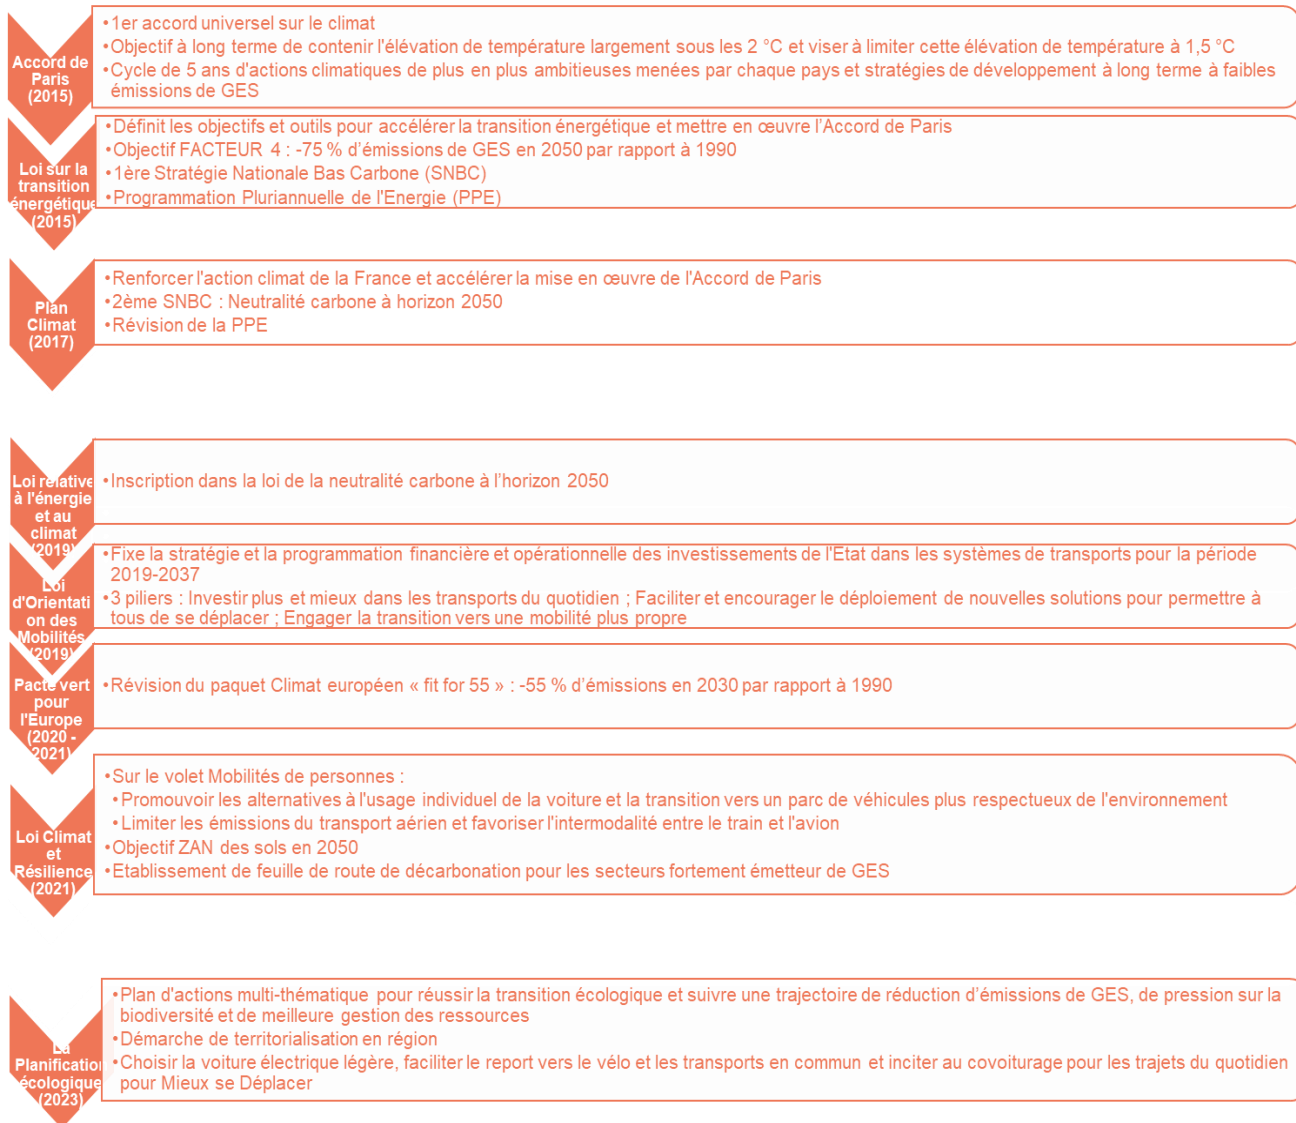 Accord de
Paris
(2015)
•1er accord universel sur le climat
•Objectif à long terme de contenir l'élévation de température largement sous les 2 °C et viser à limiter cette élévation de température à 1,5 °C
•Cycle de 5 ans d'actions climatiques de plus en plus ambitieuses menées par chaque pays et stratégies de développement à long terme à faibles
émissions de GES
Loi sur la
transition
énergétique
(2015)
•Définit les objectifs et outils pour accélérer la transition énergétique et mettre en œuvre l'Accord de Paris
•Objectif FACTEUR 4 : -75 % d'émissions de GES en 2050 par rapport à 1990
•1ère Stratégie Nationale Bas Carbone (SNBC)
•Programmation Pluriannuelle de l'Energie (PPE)
Plan
Climat
(2017)
•Renforcer l'action climat de la France et accélérer la mise en œuvre de l'Accord de Paris
•2ème SNBC : Neutralité carbone à horizon 2050
•Révision de la PPE
Loi relative
à l'énergie
et au
climat
(2019)
•Inscription dans la loi de la neutralité carbone à l'horizon 2050
Loi
d'Orientati
on des
Mobilités
(2019)
•Fixe la stratégie et la programmation financière et opérationnelle des investissements de l'Etat dans les systèmes de transports pour la période
2019-2037
•3 piliers : Investir plus et mieux dans les transports du quotidien ; Faciliter et encourager le déploiement de nouvelles solutions pour permettre à
tous de se déplacer ; Engager la transition vers une mobilité plus propre
Pacte vert
pour
l'Europe
(2020 -
2021)
•Révision du paquet Climat européen « fit for 55 » : -55 % d'émissions en 2030 par rapport à 1990
Loi Climat
et
Résilience
(2021)
•Sur le volet Mobilités de personnes :
•Promouvoir les alternatives à l'usage individuel de la voiture et la transition vers un parc de véhicules plus respectueux de l'environnement
•Limiter les émissions du transport aérien et favoriser l'intermodalité entre le train et l'avion
•Objectif ZAN des sols en 2050
•Etablissement de feuille de route de décarbonation pour les secteurs fortement émetteur de GES
La
Planification
écologique
(2023)
•Plan d'actions multi-thématique pour réussir la transition écologique et suivre une trajectoire de réduction d'émissions de GES, de pression sur la
biodiversité et de meilleure gestion des ressources
•Démarche de territorialisation en région
•Choisir la voiture électrique légère, faciliter le report vers le vélo et les transports en commun et inciter au covoiturage pour les trajets du quotidien
pour Mieux se Déplacer